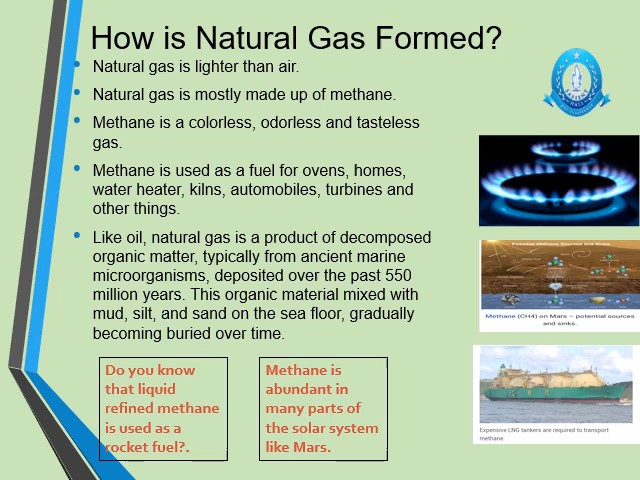 How is Natural Gas Formed?
Natural gas is lighter than air.
Natural gas is mostly made up of methane.
Methane is a colorless, odorless and tasteless
gas.
Methane is used as a fuel for ovens, homes,
water heater, kilns, automobiles, turbines and
other things.
Like oil, natural gas is a product of decomposed
organic matter, typically from ancient marine
microorganisms, deposited over the past 550
million years. This organic material mixed with
mud, silt, and sand on the sea floor, gradually
becoming buried over time.
Do you know
that liquid
refined methane
is used as a
rocket fuel?.
Methane is
abundant in
many parts of
the solar system
like Mars.
Possible Methane Sources and Sinks
Methane (CH4) on Mars – potential sources
and sinks.
Expensive LNG tankers are required to transport
methane.